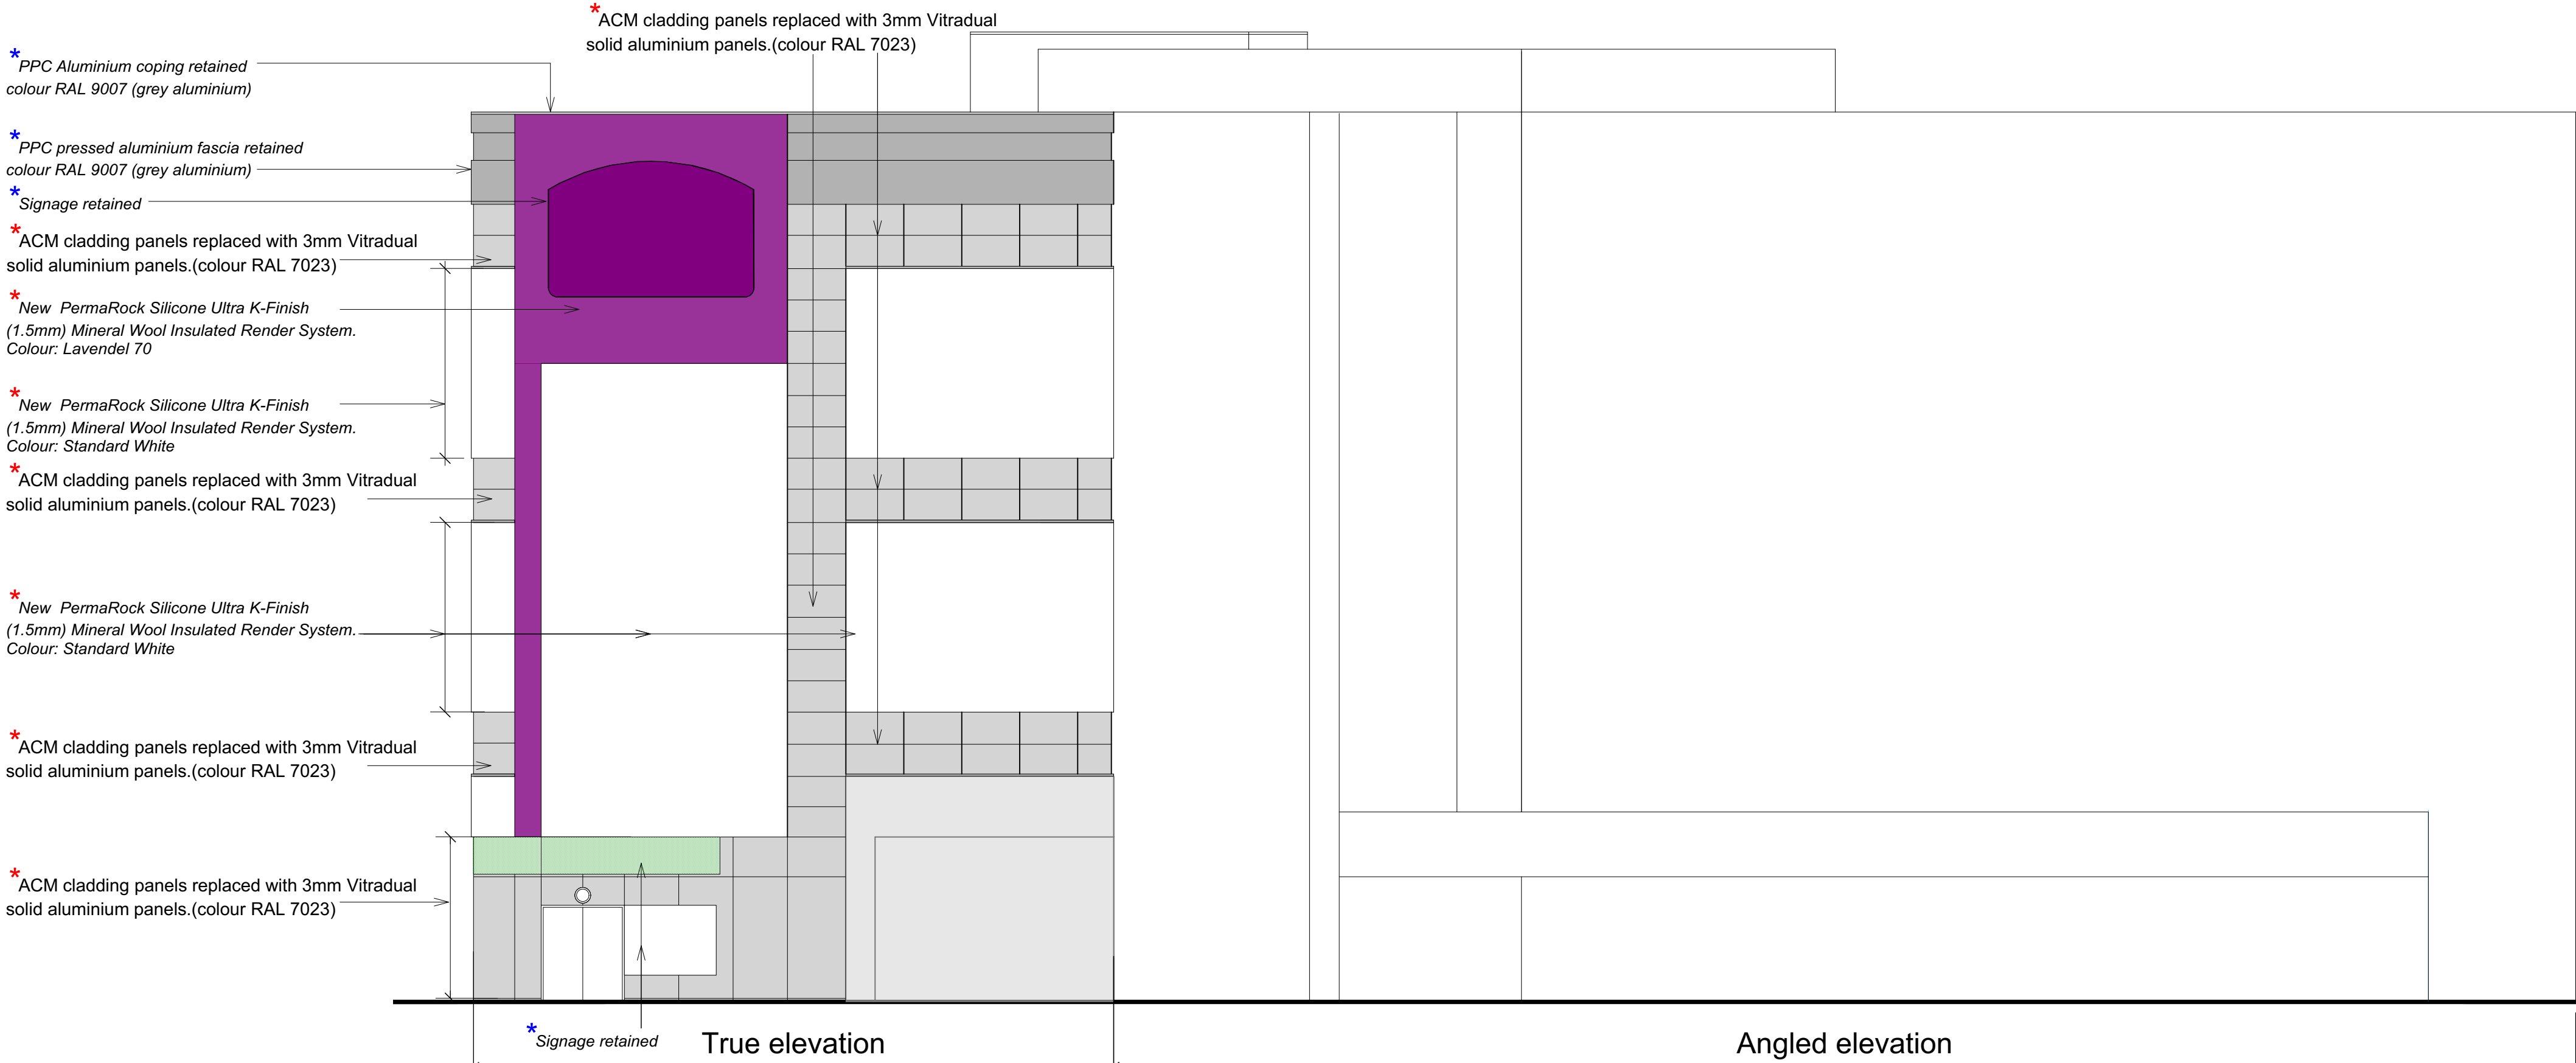 *ACM cladding panels replaced with 3mm Vitradual
solid aluminium panels.(colour RAL 7023)
*PPC Aluminium coping retained
colour RAL 9007 (grey aluminium)
*PPC pressed aluminium fascia retained
colour RAL 9007 (grey aluminium)
*Signage retained
*ACM cladding panels replaced with 3mm Vitradual
solid aluminium panels.(colour RAL 7023)
*New PermaRock Silicone Ultra K-Finish
(1.5mm) Mineral Wool Insulated Render System.
Colour: Lavendel 70
*New PermaRock Silicone Ultra K-Finish
(1.5mm) Mineral Wool Insulated Render System.
Colour: Standard White
*ACM cladding panels replaced with 3mm Vitradual
solid aluminium panels.(colour RAL 7023)
*New PermaRock Silicone Ultra K-Finish
(1.5mm) Mineral Wool Insulated Render System.
Colour: Standard White
*ACM cladding panels replaced with 3mm Vitradual
solid aluminium panels.(colour RAL 7023)
*ACM cladding panels replaced with 3mm Vitradual
solid aluminium panels.(colour RAL 7023)
*Signage retained
True elevation
Angled elevation